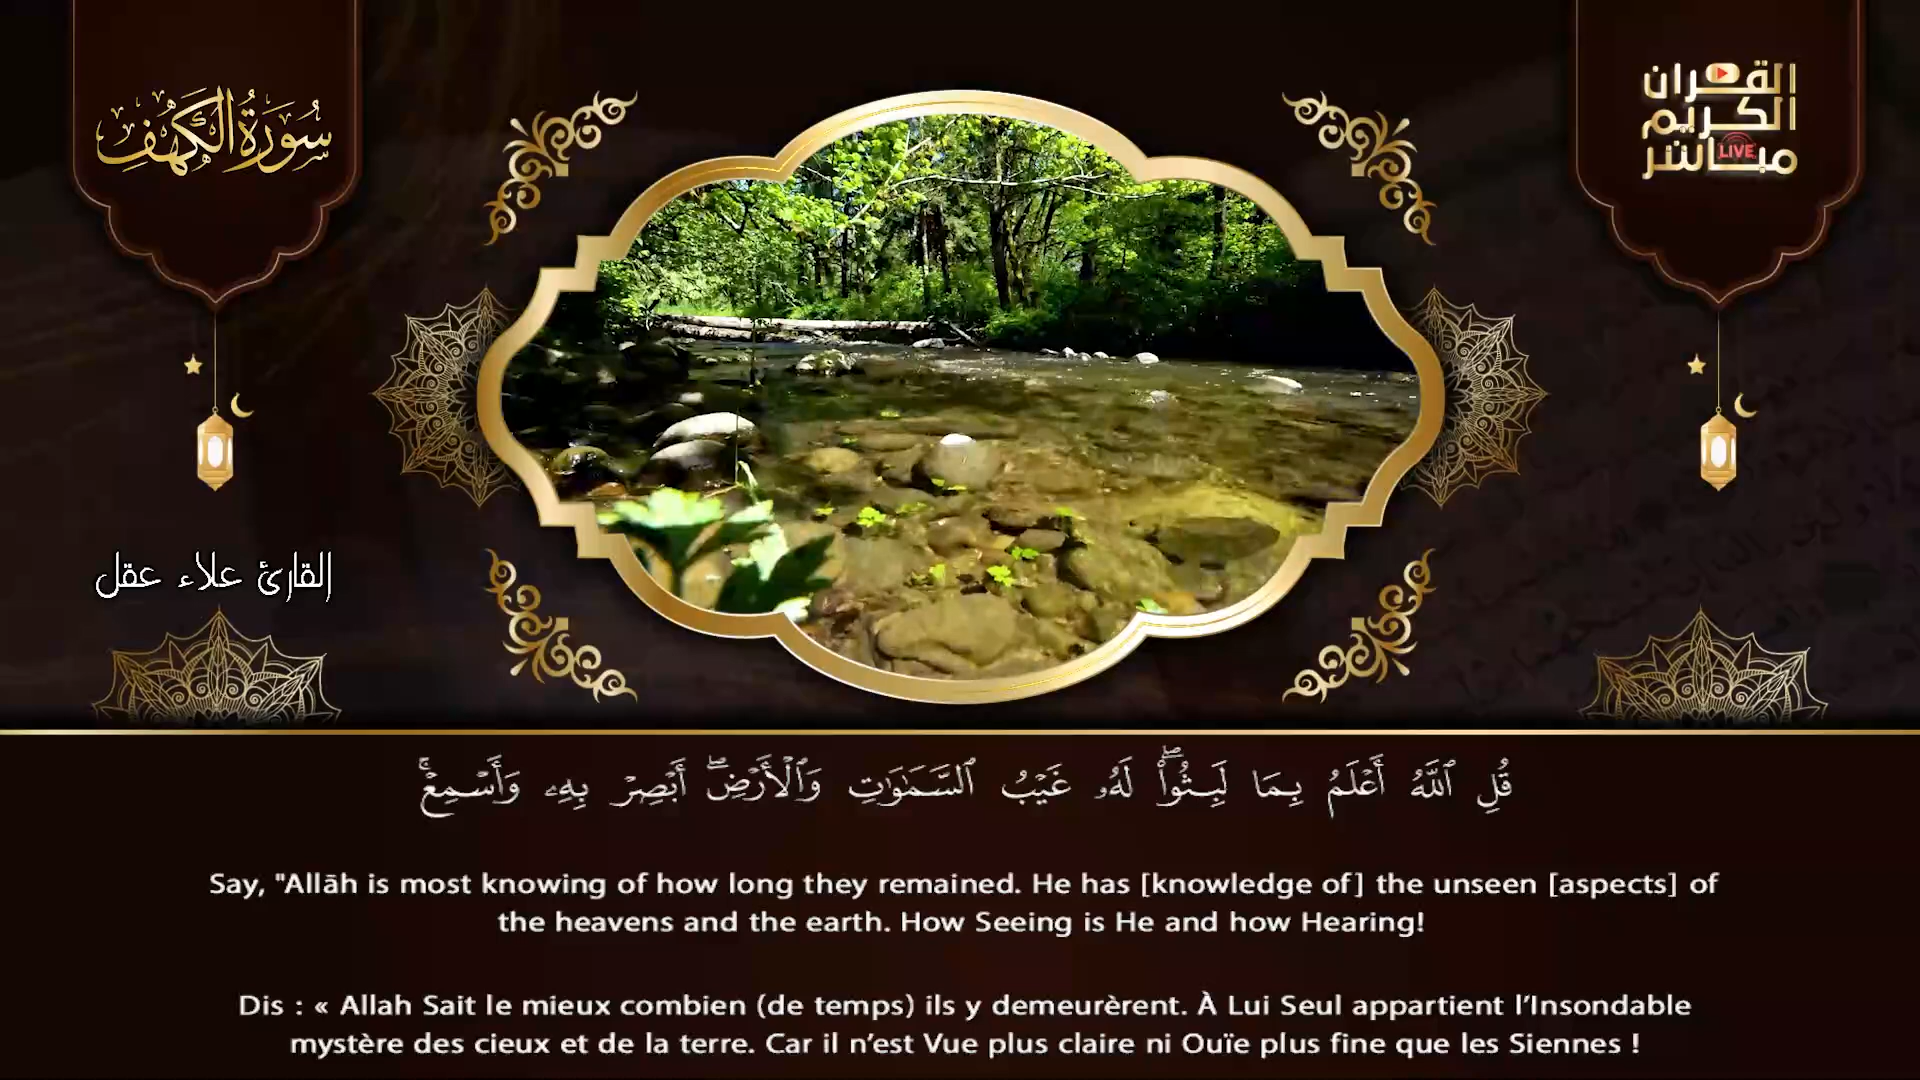 سُورَةُ الكَهْفِ
القرآن
الكريم
مباشر
LIVE
القارئ علاء عقل
قُلِ ٱللَّهُ أَعْلَمُ بِمَا لَبِثُوا۟ ۖ لَهُۥ غَيْبُ ٱلسَّمَٰوَٰتِ وَٱلْأَرْضِ ۖ أَبْصِرْ بِهِۦ وَأَسْمِعْ ۚ
Say, "Allāh is most knowing of how long they remained. He has [knowledge of] the unseen [aspects] of
the heavens and the earth. How Seeing is He and how Hearing!
Dis : « Allah Sait le mieux combien (de temps) ils y demeurèrent. À Lui Seul appartient l’Insondable
mystère des cieux et de la terre. Car il n’est Vue plus claire ni Ouïe plus fine que les Siennes !